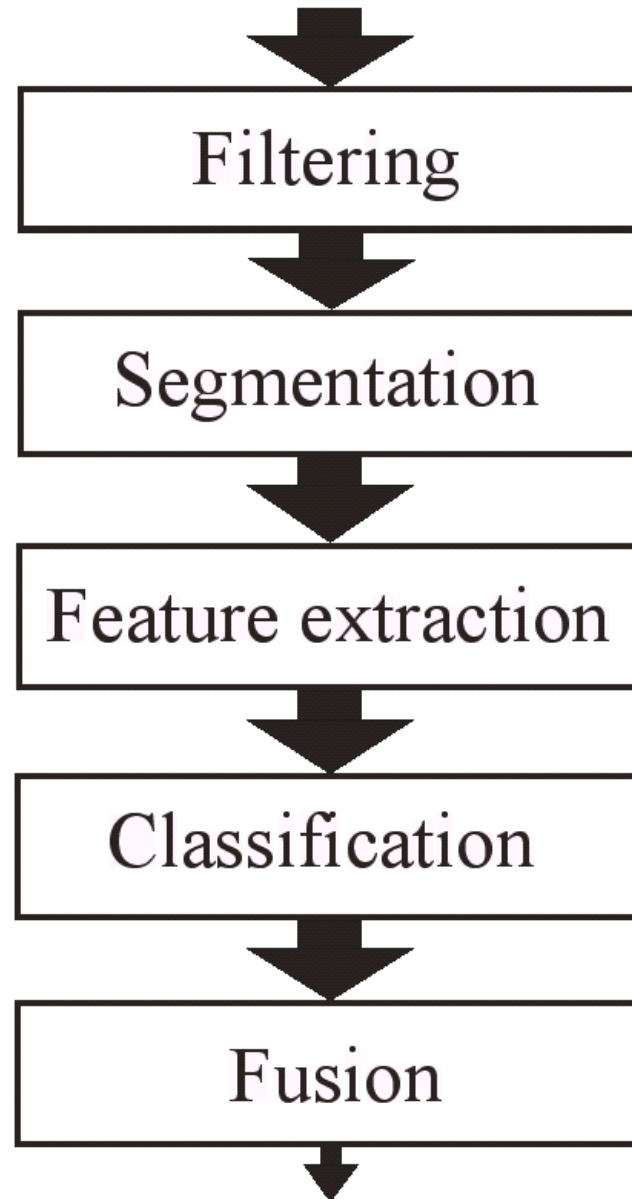 Filtering
Segmentation
Feature extraction
Classification
Fusion